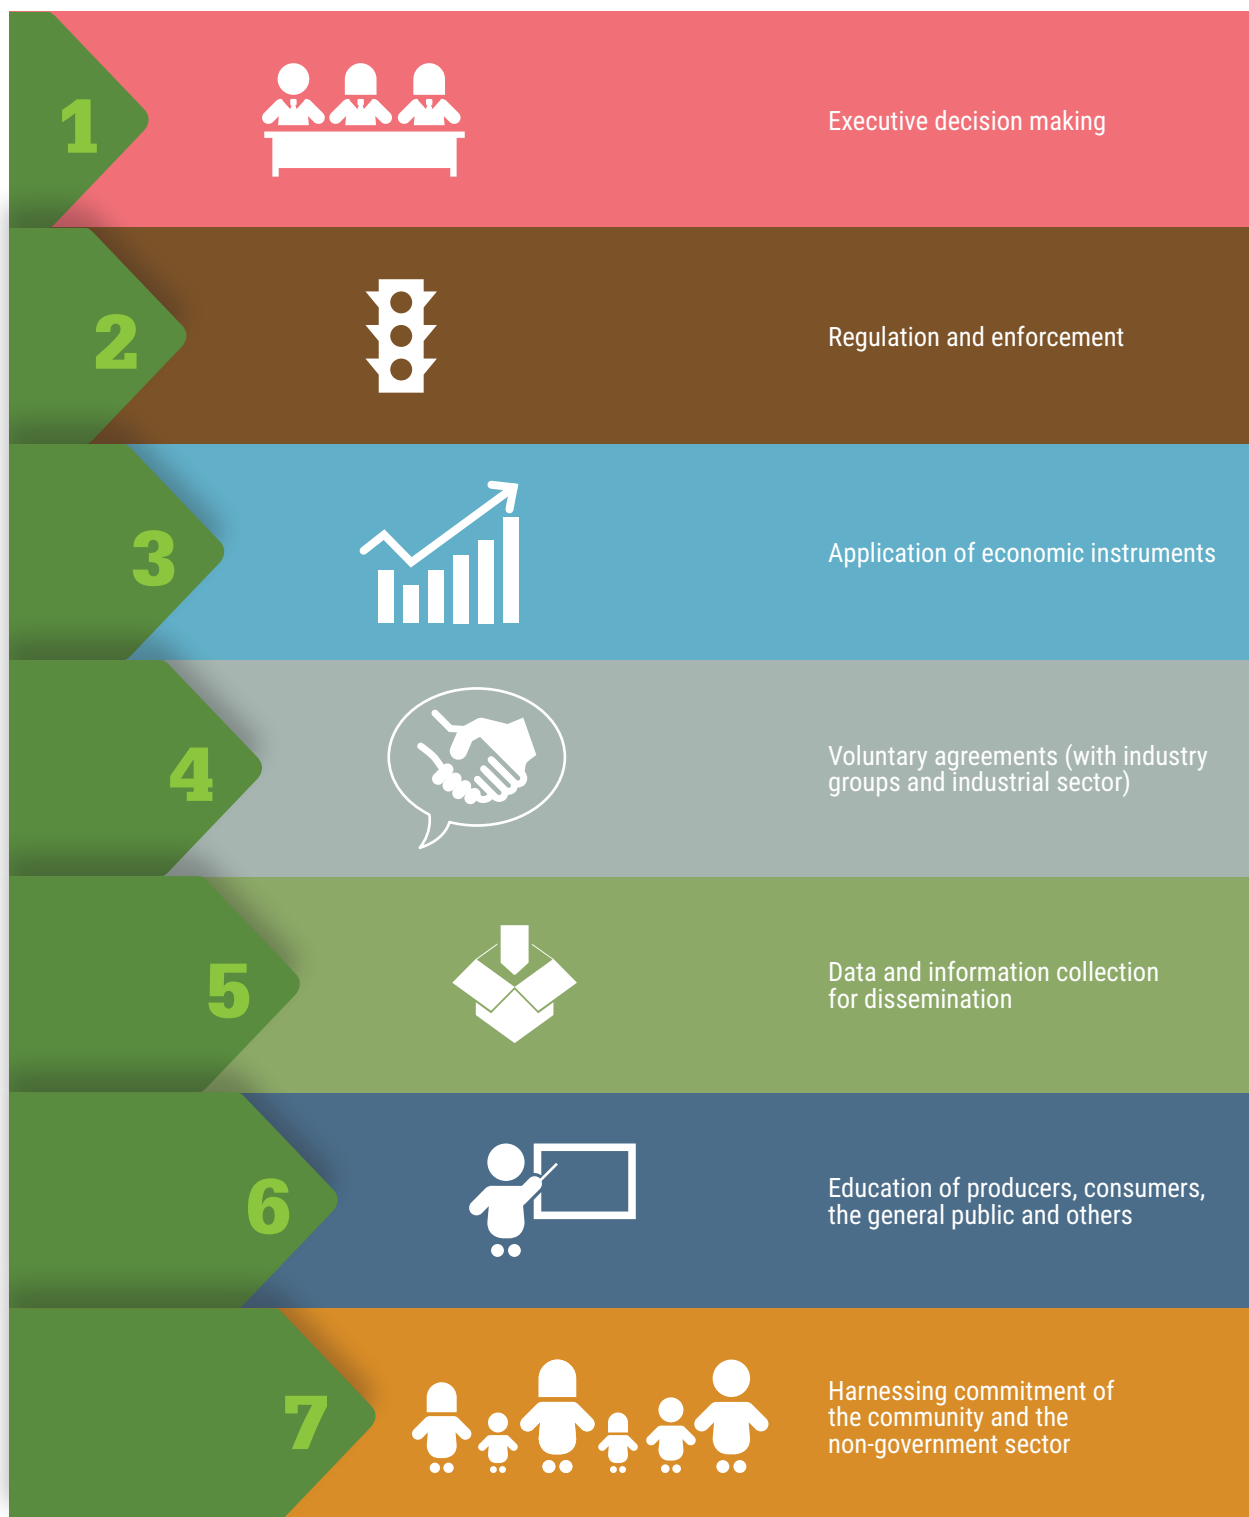 1
Executive decision making
2
Regulation and enforcement
3
Application of economic instruments
4
Voluntary agreements (with industry
groups and industrial sector)
5
Data and information collection
for dissemination
6
Education of producers, consumers,
the general public and others
7
Harnessing commitment of
the community and the
non-government sector